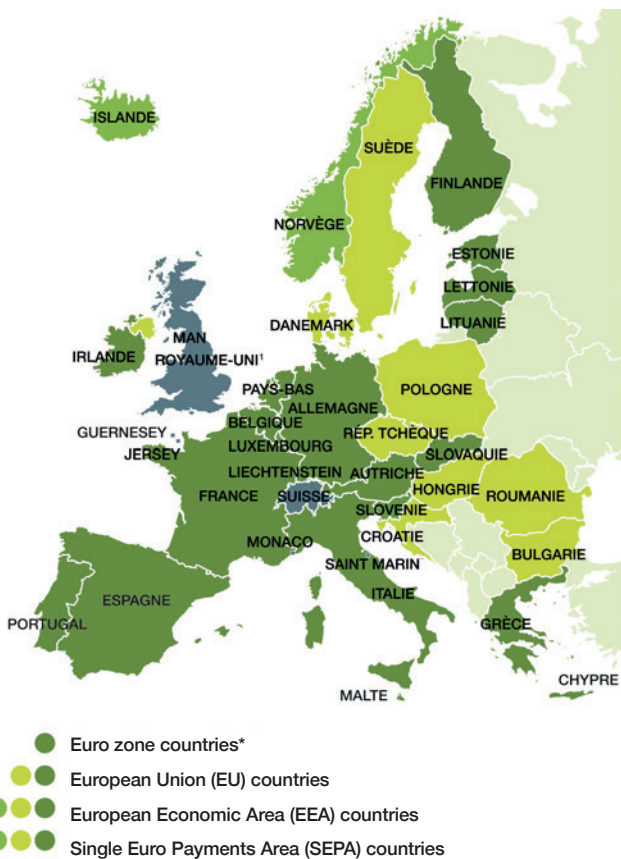 ISLANDE
SUÈDE
FINLANDE
NORVÈGE
ESTONIE
LETTONIE
LITUANIE
DANEMARK
MAN
ROYAUME-UNI¹
IRLANDE
PAYS-BAS
POLOGNE
ALLEMAGNE
BELGIQUE
RÉP. TCHÈQUE
GUERNESEY
JERSEY
LUXEMBOURG
SLOVAQUIE
LIECHTENSTEIN
AUTRICHE
FRANCE
SUISSE
HONGRIE
ROUMANIE
SLOVENIE
CROATIE
MONACO
BULGARIE
SAINT MARIN
ITALIE
ESPAGNE
PORTUGAL
GRÈCE
CHYPRE
MALTE
Euro zone countries*
European Union (EU) countries
European Economic Area (EEA) countries
Single Euro Payments Area (SEPA) countries